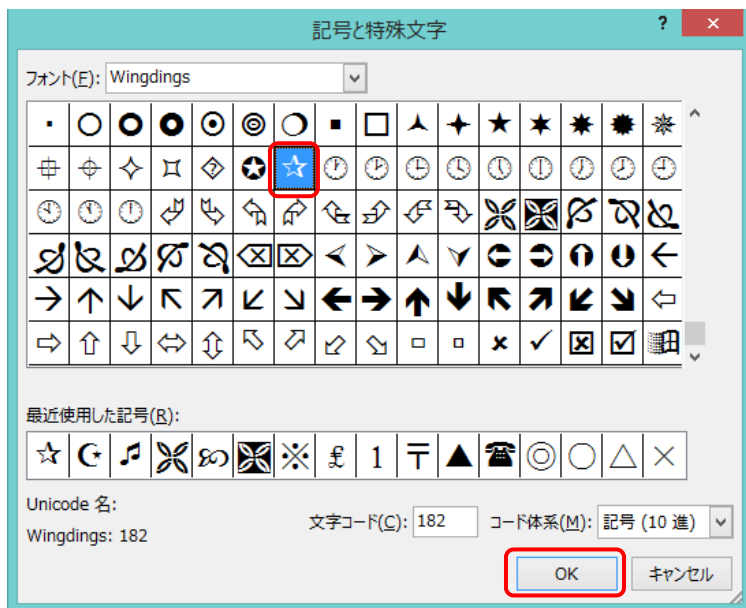 記号と特殊文字
?
×
フォント(F): Wingdings
最近使用した記号(R):
☆ ☪ ♫ ※ £ 1 〒 ▲ ☎ ◎ ○ △ ×
Unicode 名:
Wingdings: 182
文字コード(C): 182 コード体系(M): 記号 (10 進)
OK キャンセル